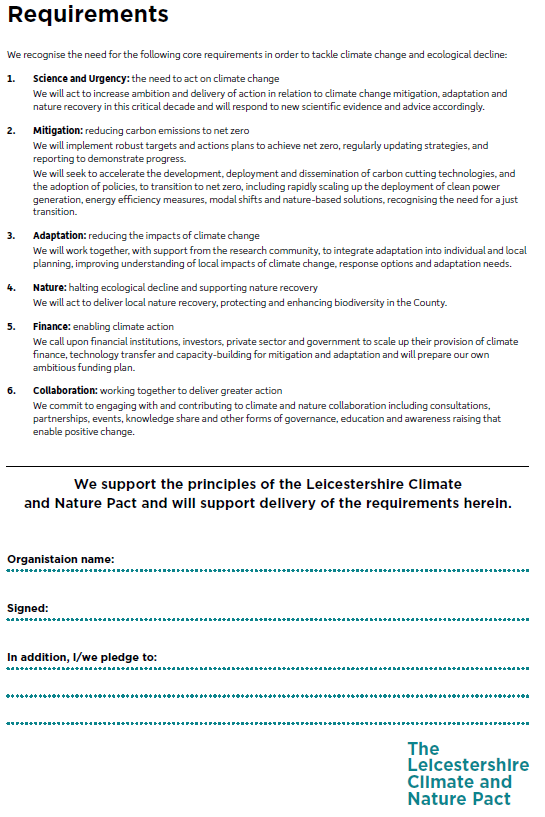 Requirements
We recognise the need for the following core requirements in order to tackle climate change and ecological decline:
1. Science and Urgency: the need to act on climate change
We will act to increase ambition and delivery of action in relation to climate change mitigation, adaptation and
nature recovery in this critical decade and will respond to new scientific evidence and advice accordingly.
2. Mitigation: reducing carbon emissions to net zero
We will implement robust targets and actions plans to achieve net zero, regularly updating strategies, and
reporting to demonstrate progress.
We will seek to accelerate the development, deployment and dissemination of carbon cutting technologies, and
the adoption of policies, to transition to net zero, including rapidly scaling up the deployment of clean power
generation, energy efficiency measures, modal shifts and nature-based solutions, recognising the need for a just
transition.
3. Adaptation: reducing the impacts of climate change
We will work together, with support from the research community, to integrate adaptation into individual and local
planning, improving understanding of local impacts of climate change, response options and adaptation needs.
4. Nature: halting ecological decline and supporting nature recovery
We will act to deliver local nature recovery, protecting and enhancing biodiversity in the County.
5. Finance: enabling climate action
We call upon financial institutions, investors, private sector and government to scale up their provision of climate
finance, technology transfer and capacity-building for mitigation and adaptation and will prepare our own
ambitious funding plan.
6. Collaboration: working together to deliver greater action
We commit to engaging with and contributing to climate and nature collaboration including consultations,
partnerships, events, knowledge share and other forms of governance, education and awareness raising that
enable positive change.
We support the principles of the Leicestershire Climate
and Nature Pact and will support delivery of the requirements herein.
Organistaion name:
Signed:
In addition, I/we pledge to:
The
Leicestershire
Climate and
Nature Pact